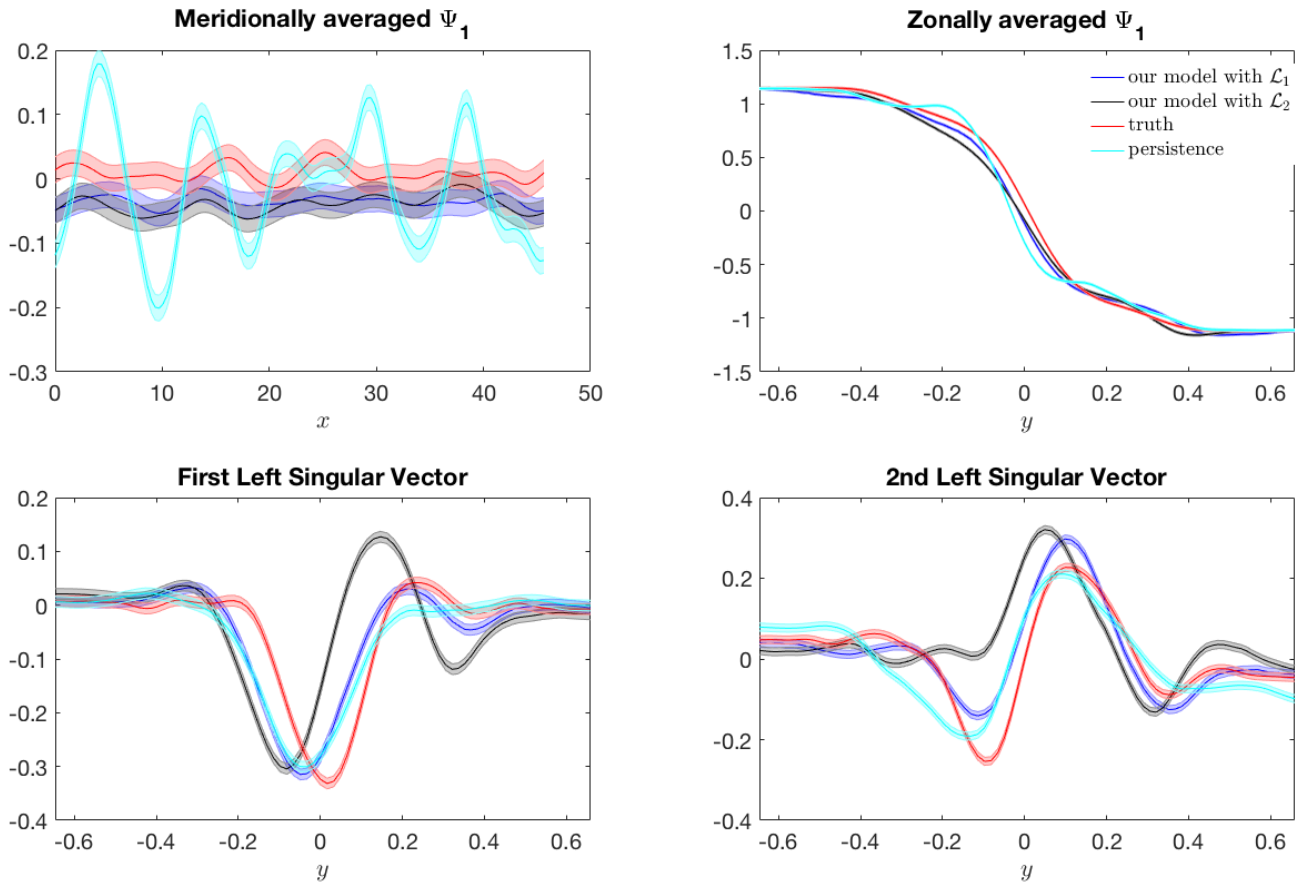 Meridionally averaged Ψ1
0.2
0.1
0
-0.1
-0.2
-0.3
0 10 20 30 40 50
x
Zonally averaged Ψ1
1.5
1
0.5
0
-0.5
-1
-1.5
our model with L1
our model with L2
truth
persistence
-0.6 -0.4 -0.2 0 0.2 0.4 0.6
y
First Left Singular Vector
0.2
0.1
0
-0.1
-0.2
-0.3
-0.4
-0.6 -0.4 -0.2 0 0.2 0.4 0.6
y
2nd Left Singular Vector
0.4
0.2
0
-0.2
-0.4
-0.6 -0.4 -0.2 0 0.2 0.4 0.6
y